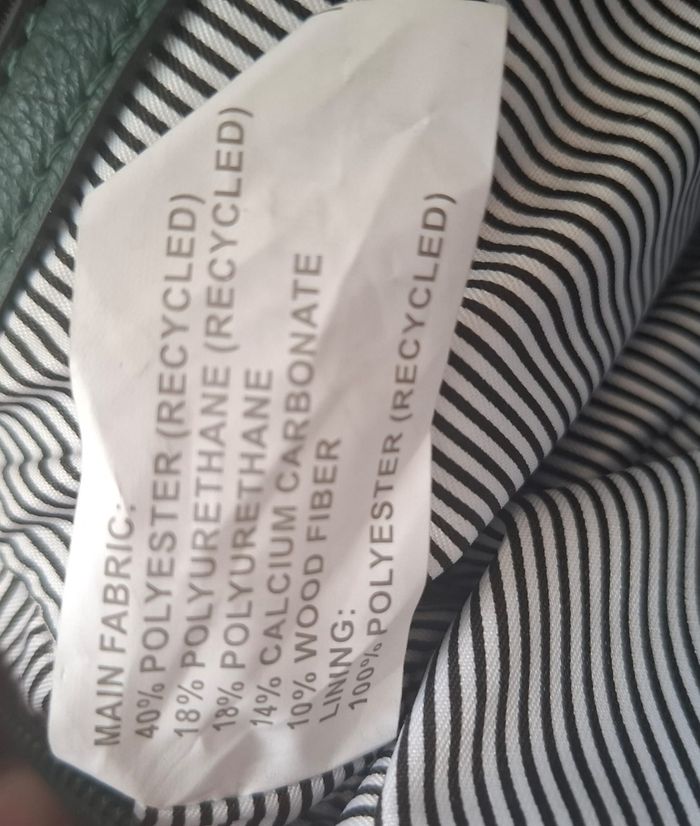 MAIN FABRIC:
40% POLYESTER (RECYCLED)
18% POLYURETHANE (RECYCLED)
18% POLYURETHANE
14% CALCIUM CARBONATE
10% WOOD FIBER
LINING:
100% POLYESTER (RECYCLED)